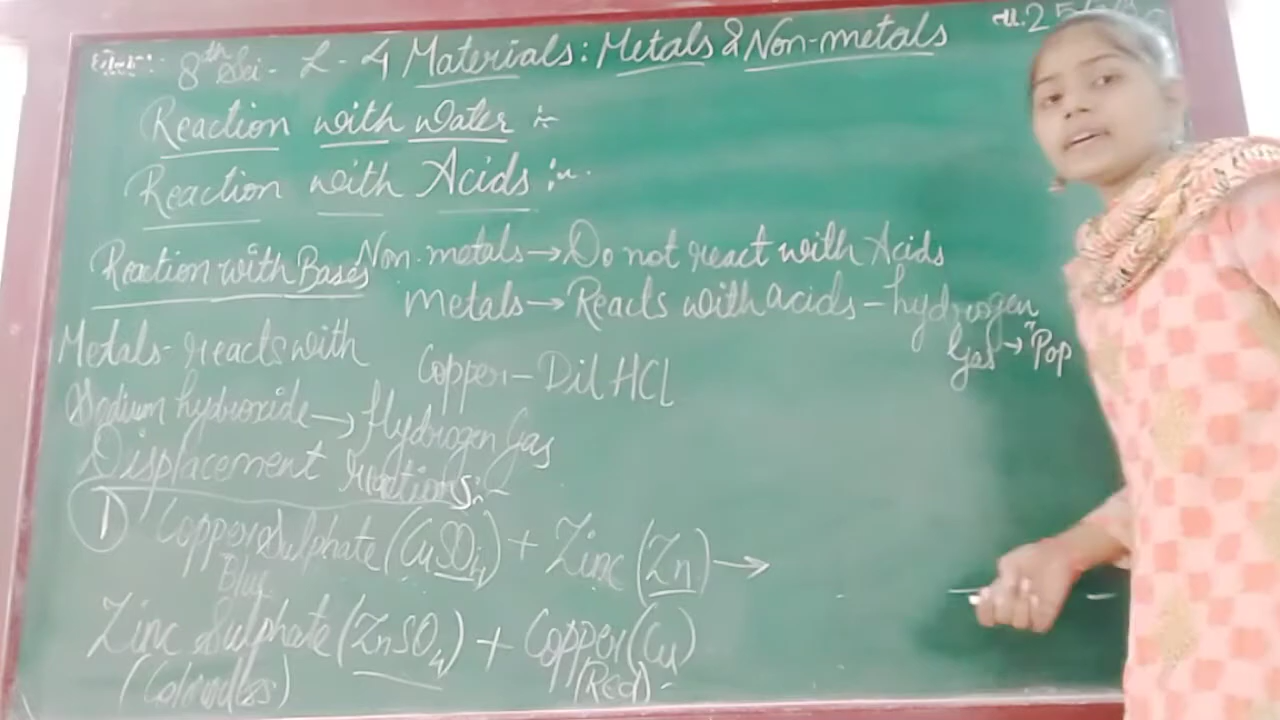 8th Sci - L - 4 Materials: Metals & Non-metals
Reaction with water :-
Reaction with Acids :-
Non-metals → Do not react with Acids
Metals → Reacts with acids - hydrogen
Gas → "Pop
Copper - Dil HCL
Reaction with Bases
Metals - reacts with
Sodium hydroxide → Hydrogen Gas
Displacement reactions :-
① Copper Sulphate (CuSO4) + Zinc (Zn) →
Blue
Zinc Sulphate (ZnSO4) + Copper (Cu)
(Colourless) (Red)